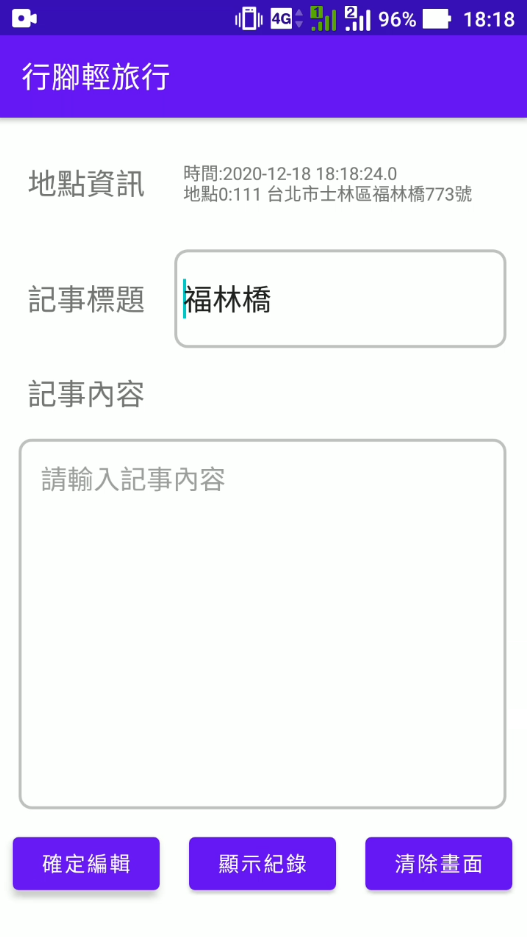 4G 1 2 96% 18:18
行腳輕旅行
地點資訊
時間:2020-12-18 18:18:24.0
地點0:111 台北市士林區福林橋773號
記事標題
福林橋
記事內容
請輸入記事內容
確定編輯 顯示紀錄 清除畫面